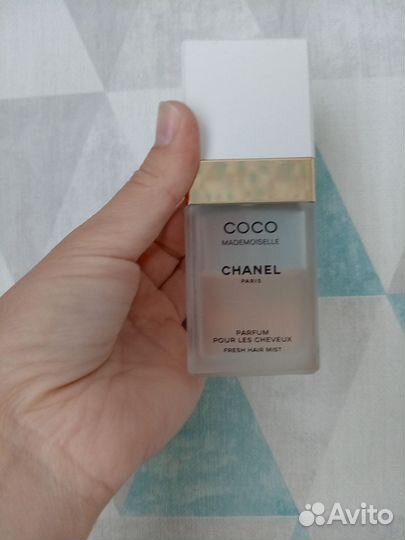 COCO
MADEMOISELLE
CHANEL
PARIS
PARFUM
POUR LES CHEVEUX
FRESH HAIR MIST
Avito